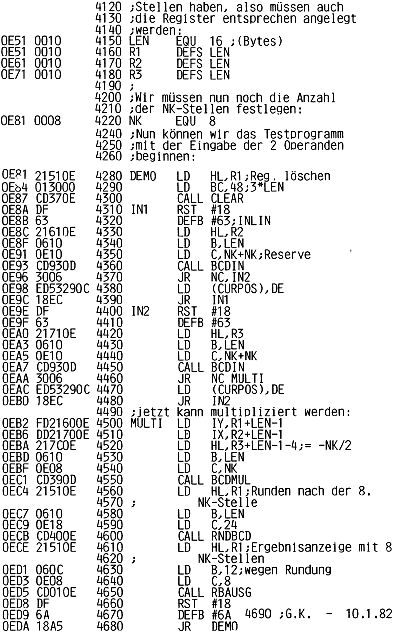 4120 ;Stellen haben, also müssen auch
4130 ;die Register entsprechen angelegt
4140 ;werden:
0E51 0010 4150 LEN EQU 16 ;(Bytes)
0E51 0010 4160 R1 DEFS LEN
0E61 0010 4170 R2 DEFS LEN
0E71 0010 4180 R3 DEFS LEN
4190 ;
4200 ;Wir müssen nun noch die Anzahl
4210 ;der NK-Stellen festlegen:
0E81 0008 4220 NK EQU 8
4240 ;Nun können wir das Testprogramm
4250 ;mit der Eingabe der 2 Operanden
4260 ;beginnen:
0E81 21510E 4280 DEMO LD HL,R1;Reg. löschen
0E84 013000 4290 LD BC,48;3*LEN
0E87 CD370E 4300 CALL CLEAR
0E8A DF 4310 IN1 RST #18
0E8B 63 4320 DEFB #63;INLIN
0E8C 21610E 4330 LD HL,R2
0E8F 0610 4340 LD B,LEN
0E91 0E10 4350 LD C,NK+NK;Reserve
0E93 CD930D 4360 CALL BCDIN
0E96 3006 4370 JR NC,IN2
0E98 ED53290C 4380 LD (CURPOS),DE
0E9C 18EC 4390 JR IN1
0E9E DF 4400 IN2 RST #18
0E9F 63 4410 DEFB #63
0EA0 21710E 4420 LD HL,R3
0EA3 0610 4430 LD B,LEN
0EA5 0E10 4440 LD C,NK+NK
0EA7 CD930D 4450 CALL BCDIN
0EAA 3006 4460 JR NC MULTI
0EAC ED53290C 4470 LD (CURPOS),DE
0EB0 18EC 4480 JR IN2
4490 ;jetzt kann multipliziert werden:
0EB2 FD21600E 4500 MULTI LD IY,R1+LEN-1
0EB6 DD21700E 4510 LD IX,R2+LEN-1
0EBA 217C0E 4520 LD HL,R3+LEN-1-4;= -NK/2
0EBD 0610 4530 LD B,LEN
0EBF 0E08 4540 LD C,NK
0EC1 CD390D 4550 CALL BCDMUL
0EC4 21510E 4560 LD HL,R1;Runden nach der 8.
4570 ; NK-Stelle
0EC7 0610 4580 LD B,LEN
0EC9 0E18 4590 LD C,24
0ECB CD400E 4600 CALL RNDBCD
0ECE 21510E 4610 LD HL,R1;Ergebnisanzeige mit 8
4620 ; NK-Stellen
0ED1 060C 4630 LD B,12;wegen Rundung
0ED3 0E08 4640 LD C,8
0ED5 CD010E 4650 CALL RBAUSG
0ED8 DF 4660 RST #18
0ED9 6A 4670 DEFB #6A 4690 ;G.K. - 10.1.82
0EDA 18A5 4680 JR DEMO